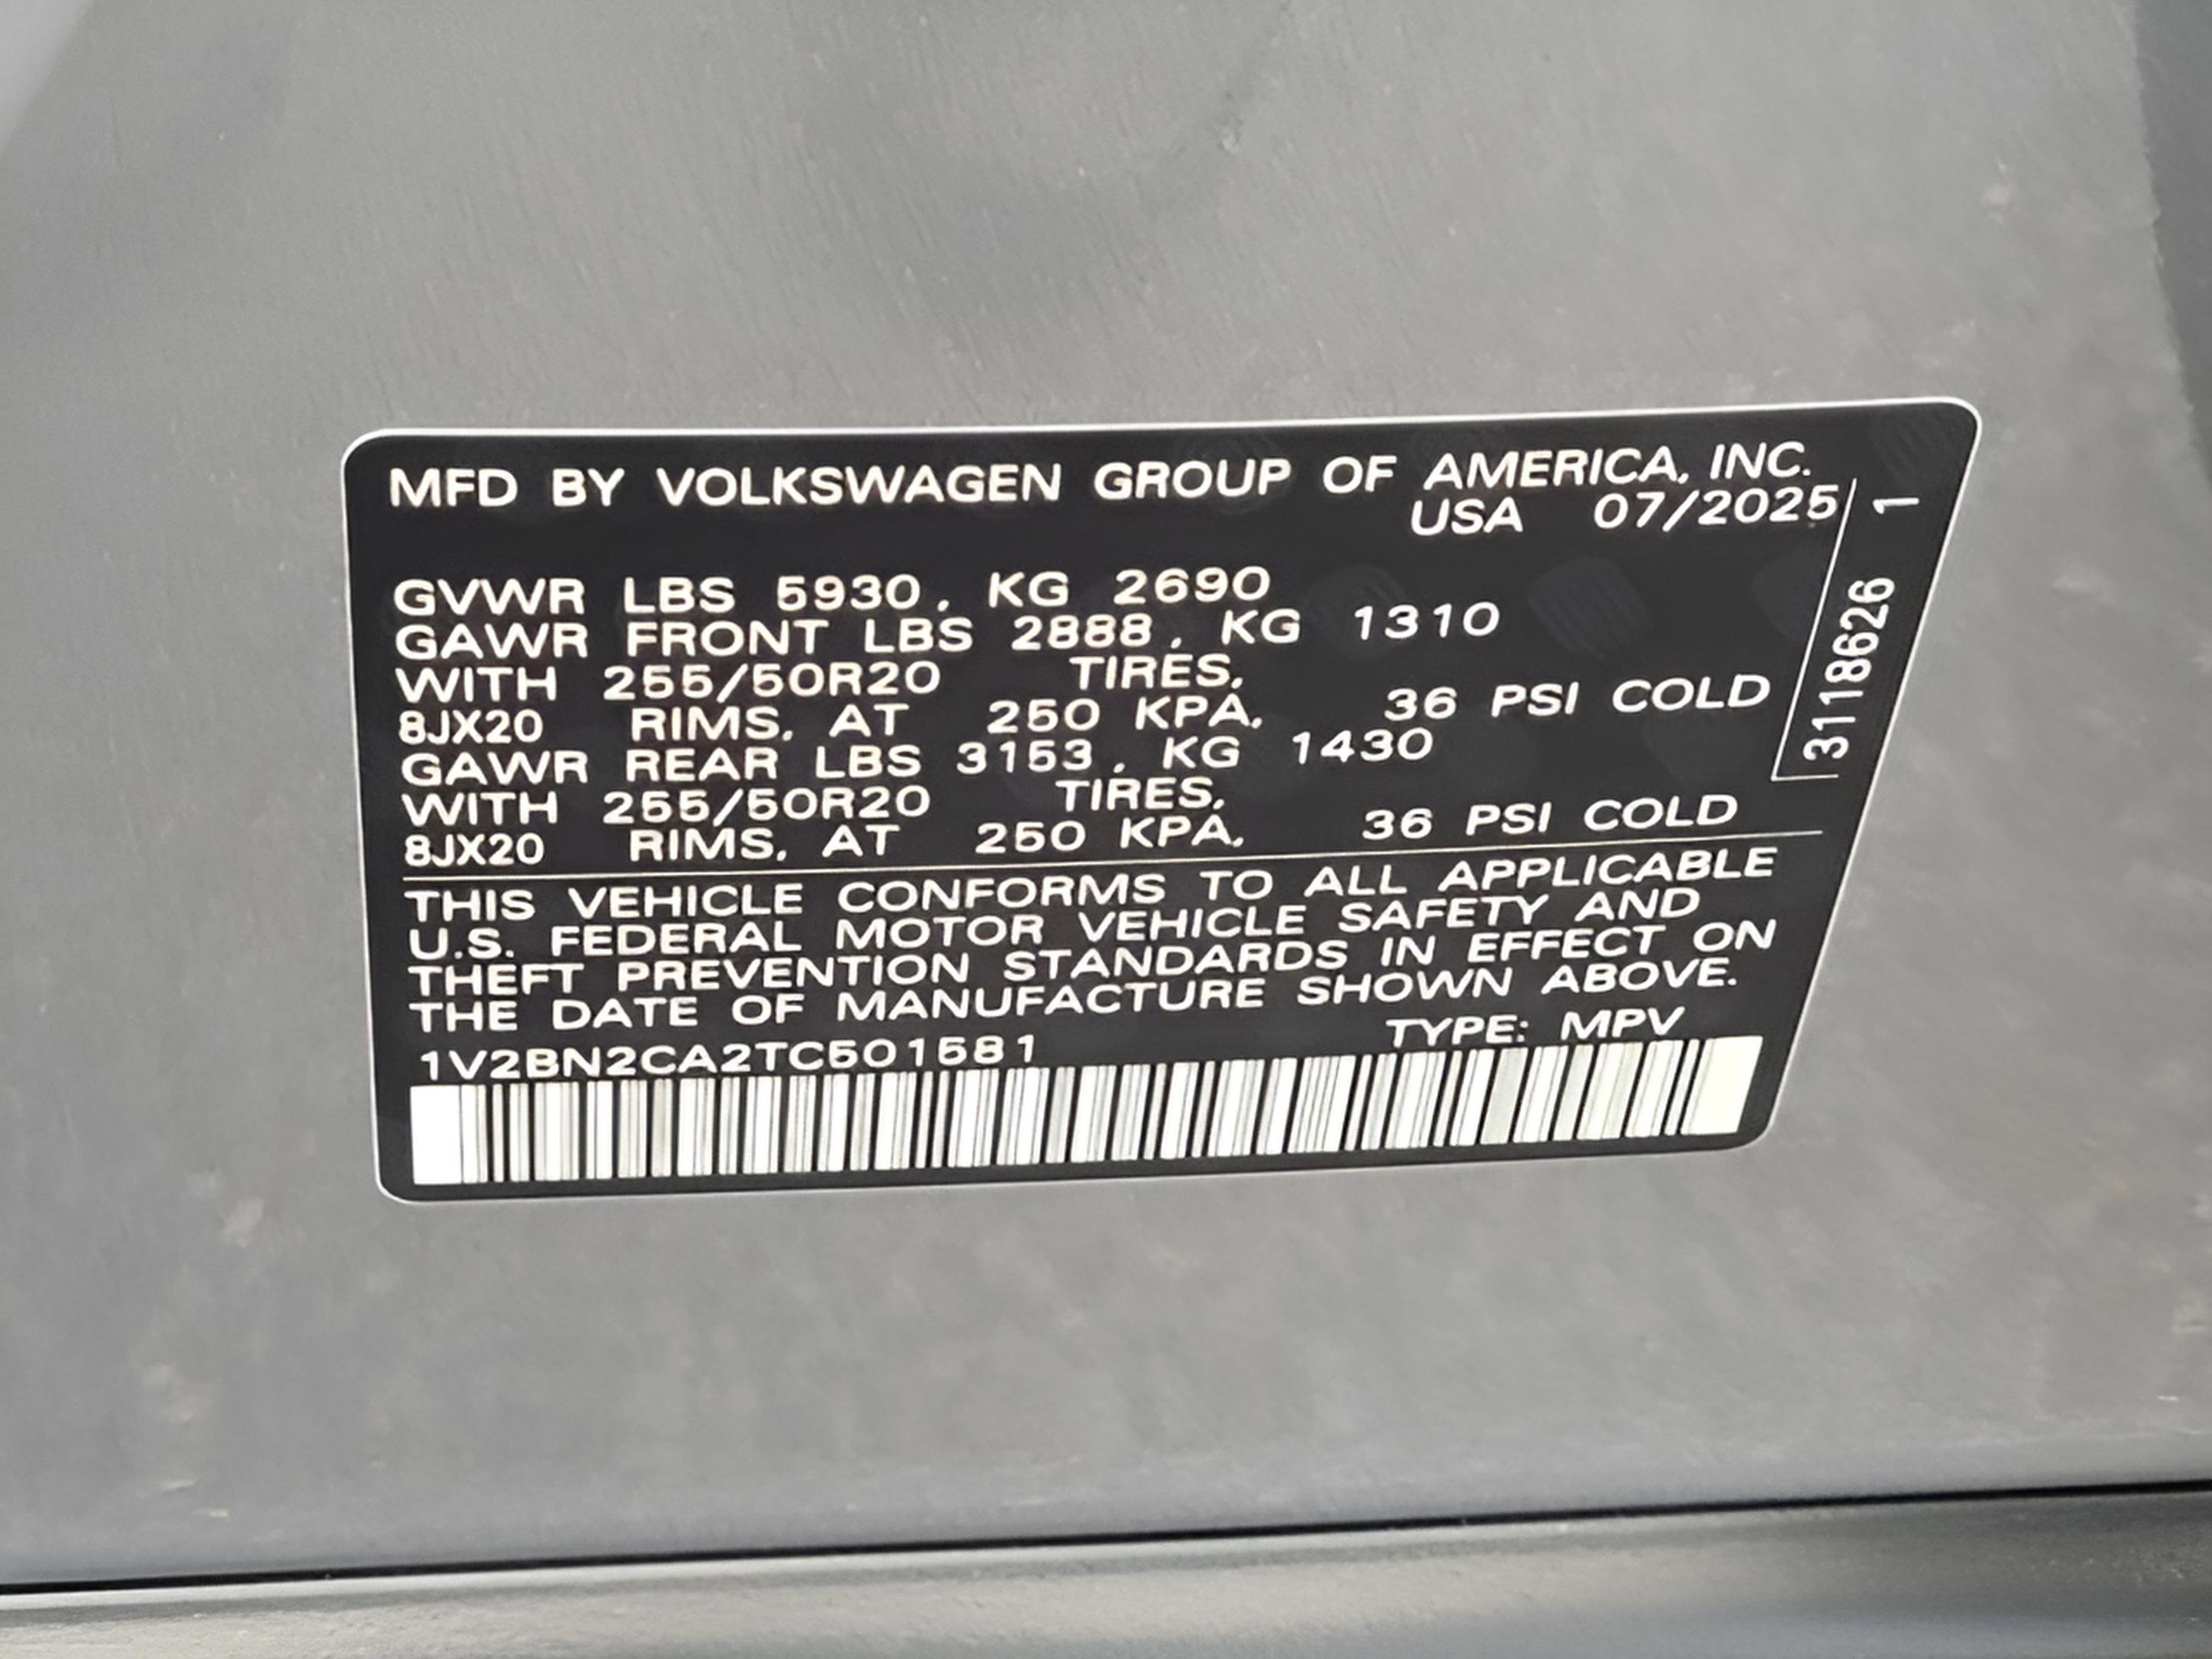 MFD BY VOLKSWAGEN GROUP OF AMERICA, INC.
USA 07/2025
GVWR LBS 5930, KG 2690
GAWR FRONT LBS 2888, KG 1310
WITH 255/50R20 TIRES,
8JX20 RIMS, AT 250 KPA, 36 PSI COLD
GAWR REAR LBS 3153, KG 1430
WITH 255/50R20 TIRES,
8JX20 RIMS, AT 250 KPA, 36 PSI COLD
THIS VEHICLE CONFORMS TO ALL APPLICABLE
U.S. FEDERAL MOTOR VEHICLE SAFETY AND
THEFT PREVENTION STANDARDS IN EFFECT ON
THE DATE OF MANUFACTURE SHOWN ABOVE.
1V2BN2CA2TC501581 TYPE: MPV
3118626 1